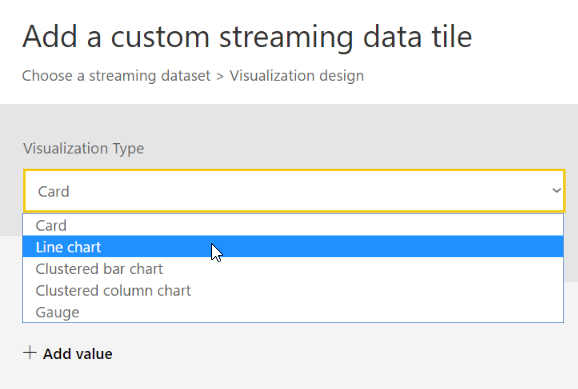 Add a custom streaming data tile
Choose a streaming dataset > Visualization design
Visualization Type
Card
Card
Line chart
Clustered bar chart
Clustered column chart
Gauge
+ Add value